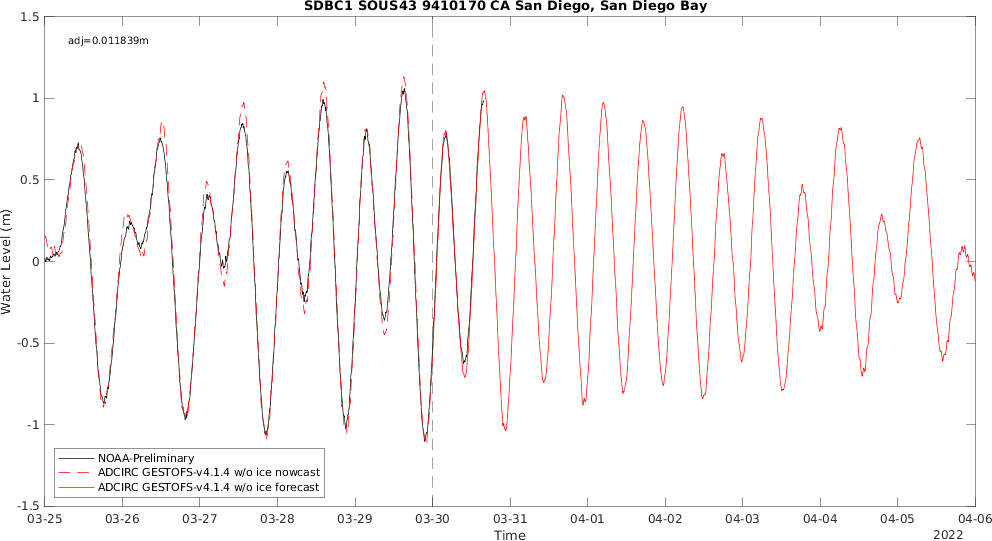 SDBC1 SOUS43 9410170 CA San Diego, San Diego Bay
adj=0.011839m
Water Level (m)
1.5
1
0.5
0
-0.5
-1
-1.5
NOAA-Preliminary
ADCIRC GESTOFS-v4.1.4 w/o ice nowcast
ADCIRC GESTOFS-v4.1.4 w/o ice forecast
03-25 03-26 03-27 03-28 03-29 03-30 03-31 04-01 04-02 04-03 04-04 04-05 04-06
Time
2022